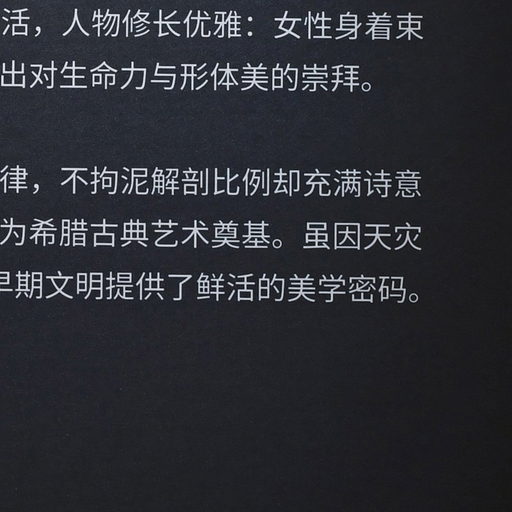 活，人物修长优雅：女性身着束
出对生命力与形体美的崇拜。
律，不拘泥解剖比例却充满诗意
为希腊古典艺术奠基。虽因天灾
早期文明提供了鲜活的美学密码。